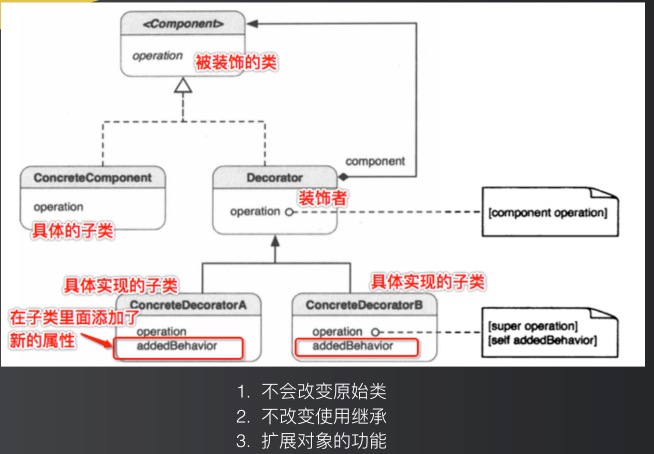 <Component>
operation
被装饰的类
component
ConcreteComponent
operation
具体的子类
Decorator
operation
装饰者
[component operation]
具体实现的子类
具体实现的子类
在子类里面添加了
新的属性
ConcreteDecoratorA
operation
addedBehavior
ConcreteDecoratorB
operation
addedBehavior
[super operation]
[self addedBehavior]
1. 不会改变原始类
2. 不改变使用继承
3. 扩展对象的功能